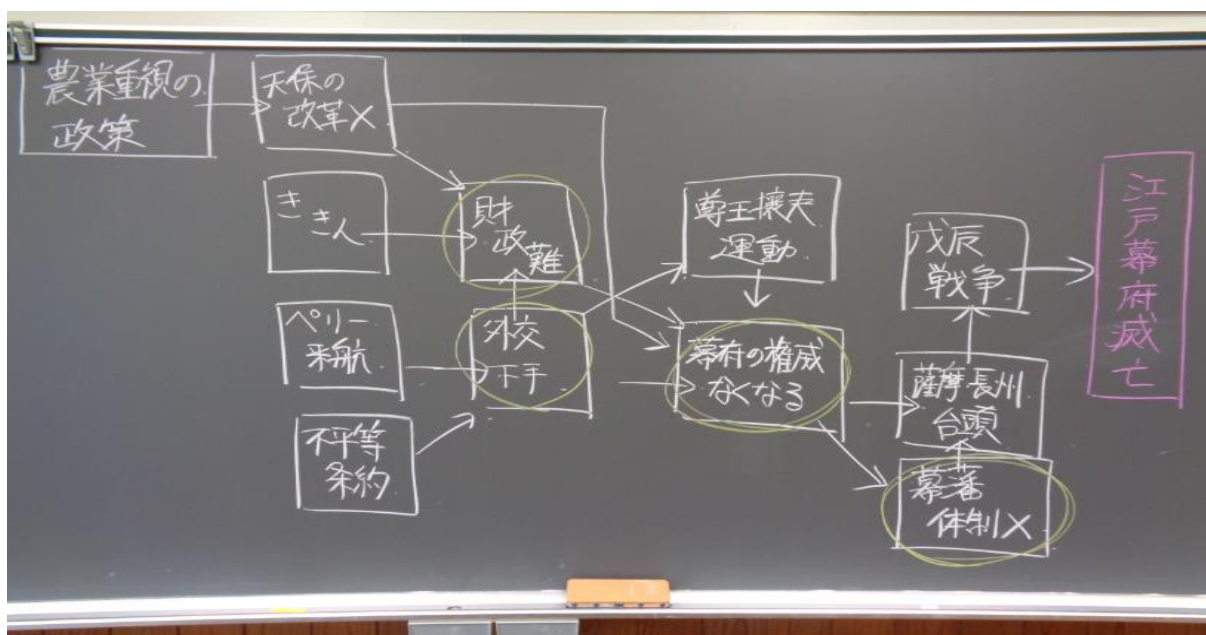 農業重視の
政策
天保の
改革×
ききん
財
政難
ペリー
来航
外交
下手
不平等
条約
尊王攘夫
運動
幕府の権威
なくなる
戊辰
戦争
薩摩長州
台頭
幕藩
体制×
江戸幕府滅亡